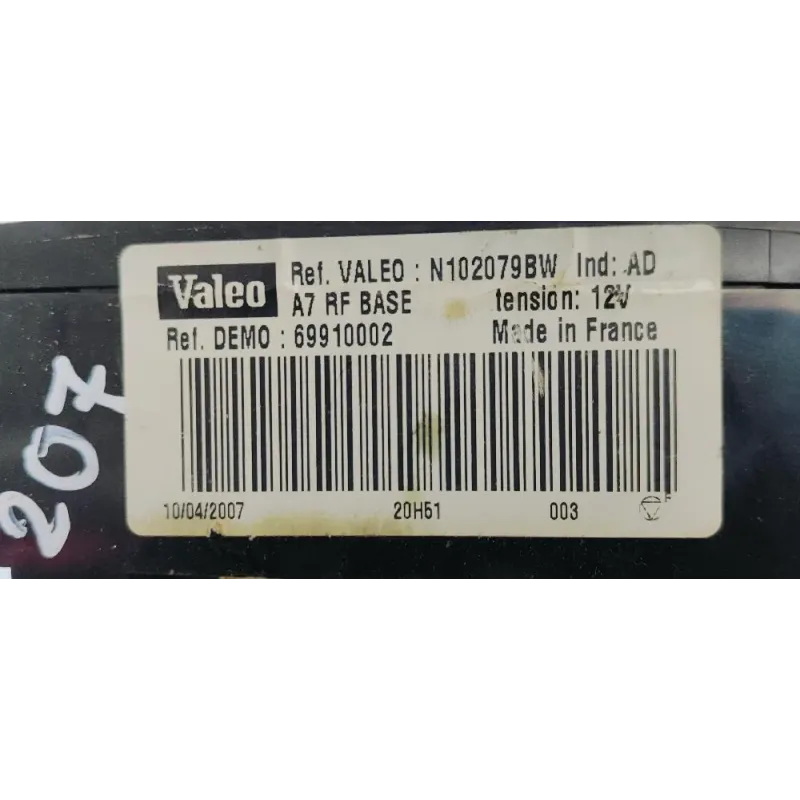 Valeo
Ref. VALEO : N102079BW Ind: AD
A7 RF BASE tension: 12V
Ref. DEMO : 69910002 Made in France
10/04/2007 20H51 003 F
207